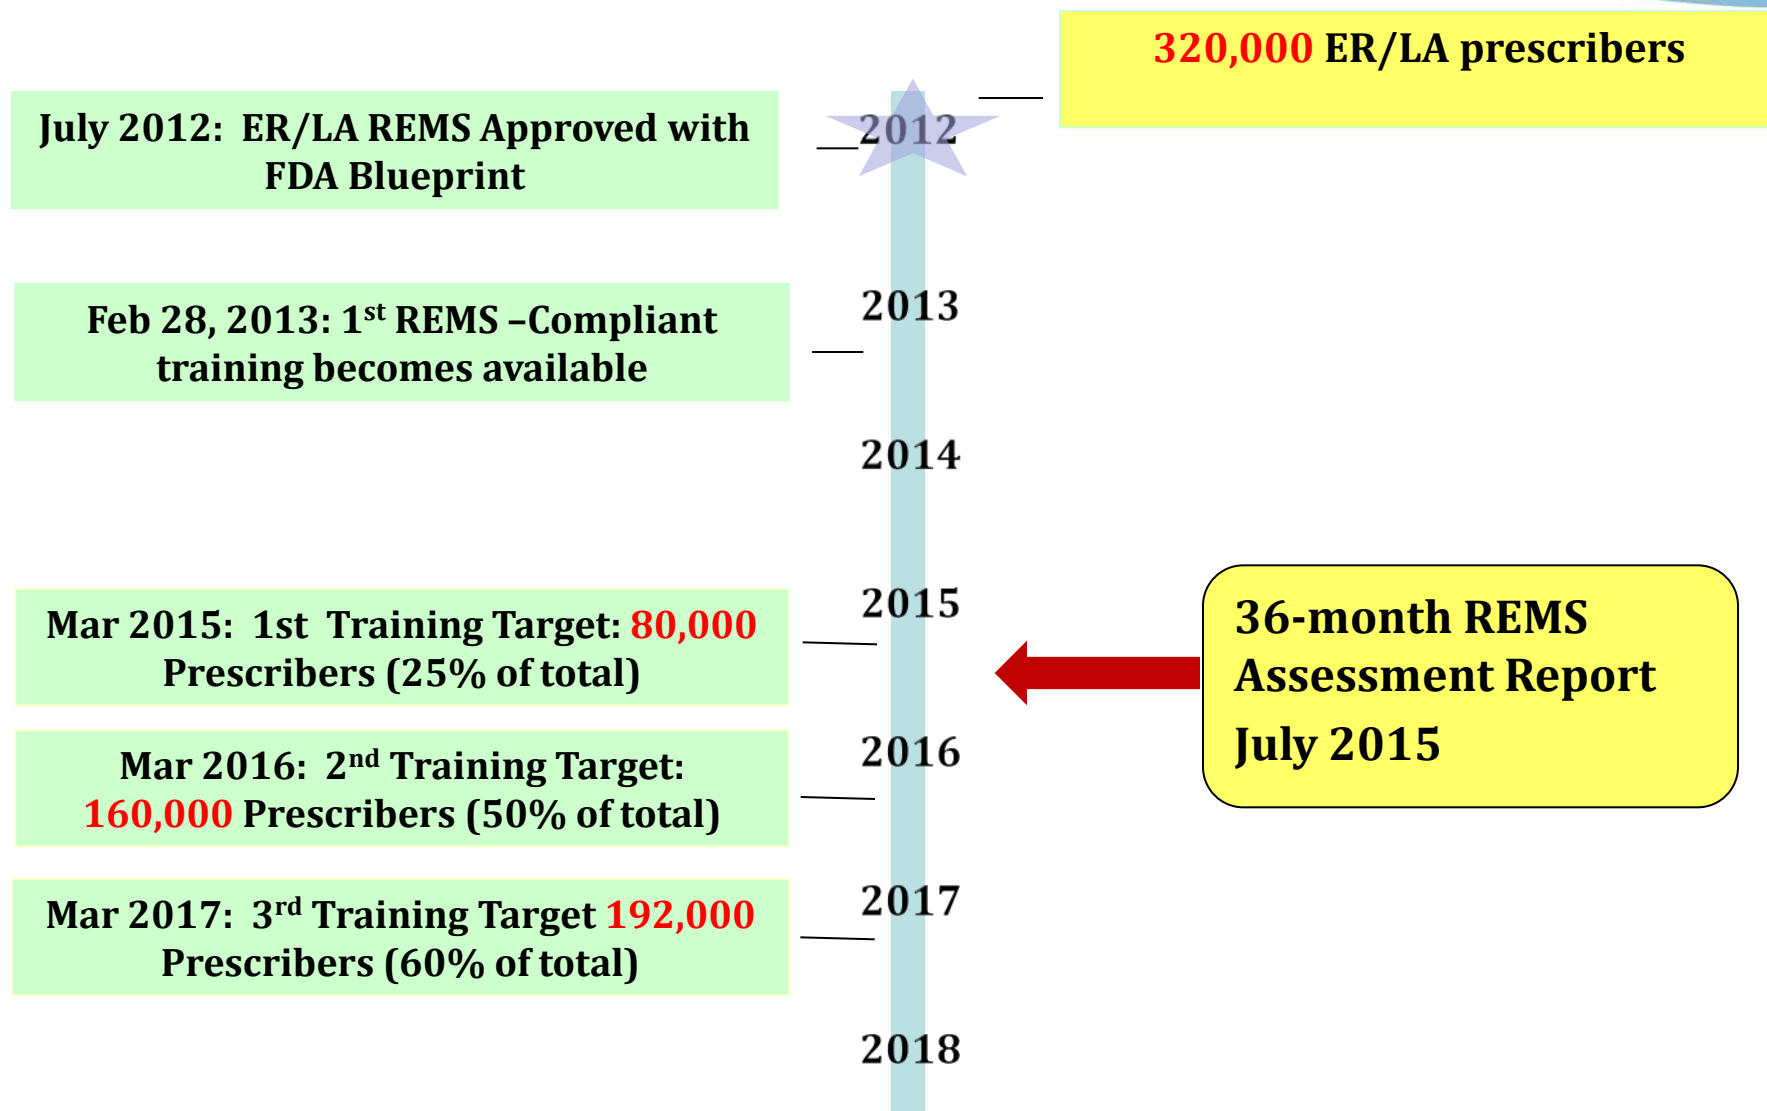 320,000 ER/LA prescribers
July 2012:  ER/LA REMS Approved with
FDA Blueprint
2012
Feb 28, 2013: 1st REMS –Compliant
training becomes available
2013
2014
2015
Mar 2015:  1st  Training Target: 80,000
Prescribers (25% of total)
36-month REMS
Assessment Report
July 2015
Mar 2016:  2nd Training Target:
160,000 Prescribers (50% of total)
2016
Mar 2017:  3rd Training Target 192,000
Prescribers (60% of total)
2017
2018